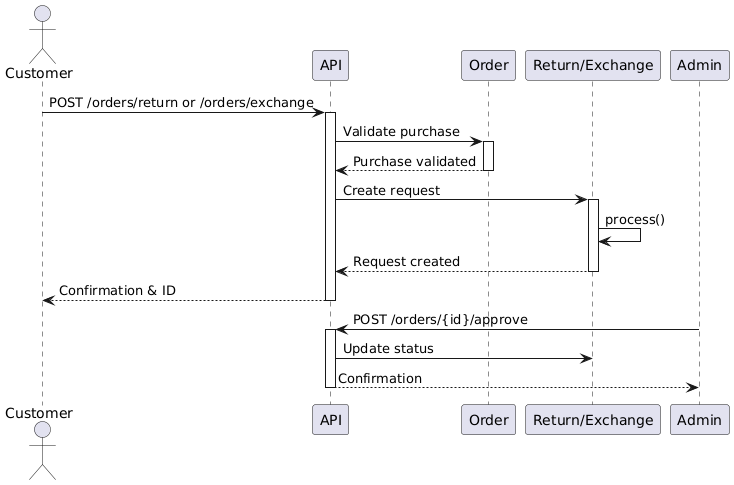 Customer
API
Order
Return/Exchange
Admin
POST /orders/return or /orders/exchange
Validate purchase
Purchase validated
Create request
process()
Request created
Confirmation & ID
POST /orders/{id}/approve
Update status
Confirmation
Customer
API
Order
Return/Exchange
Admin